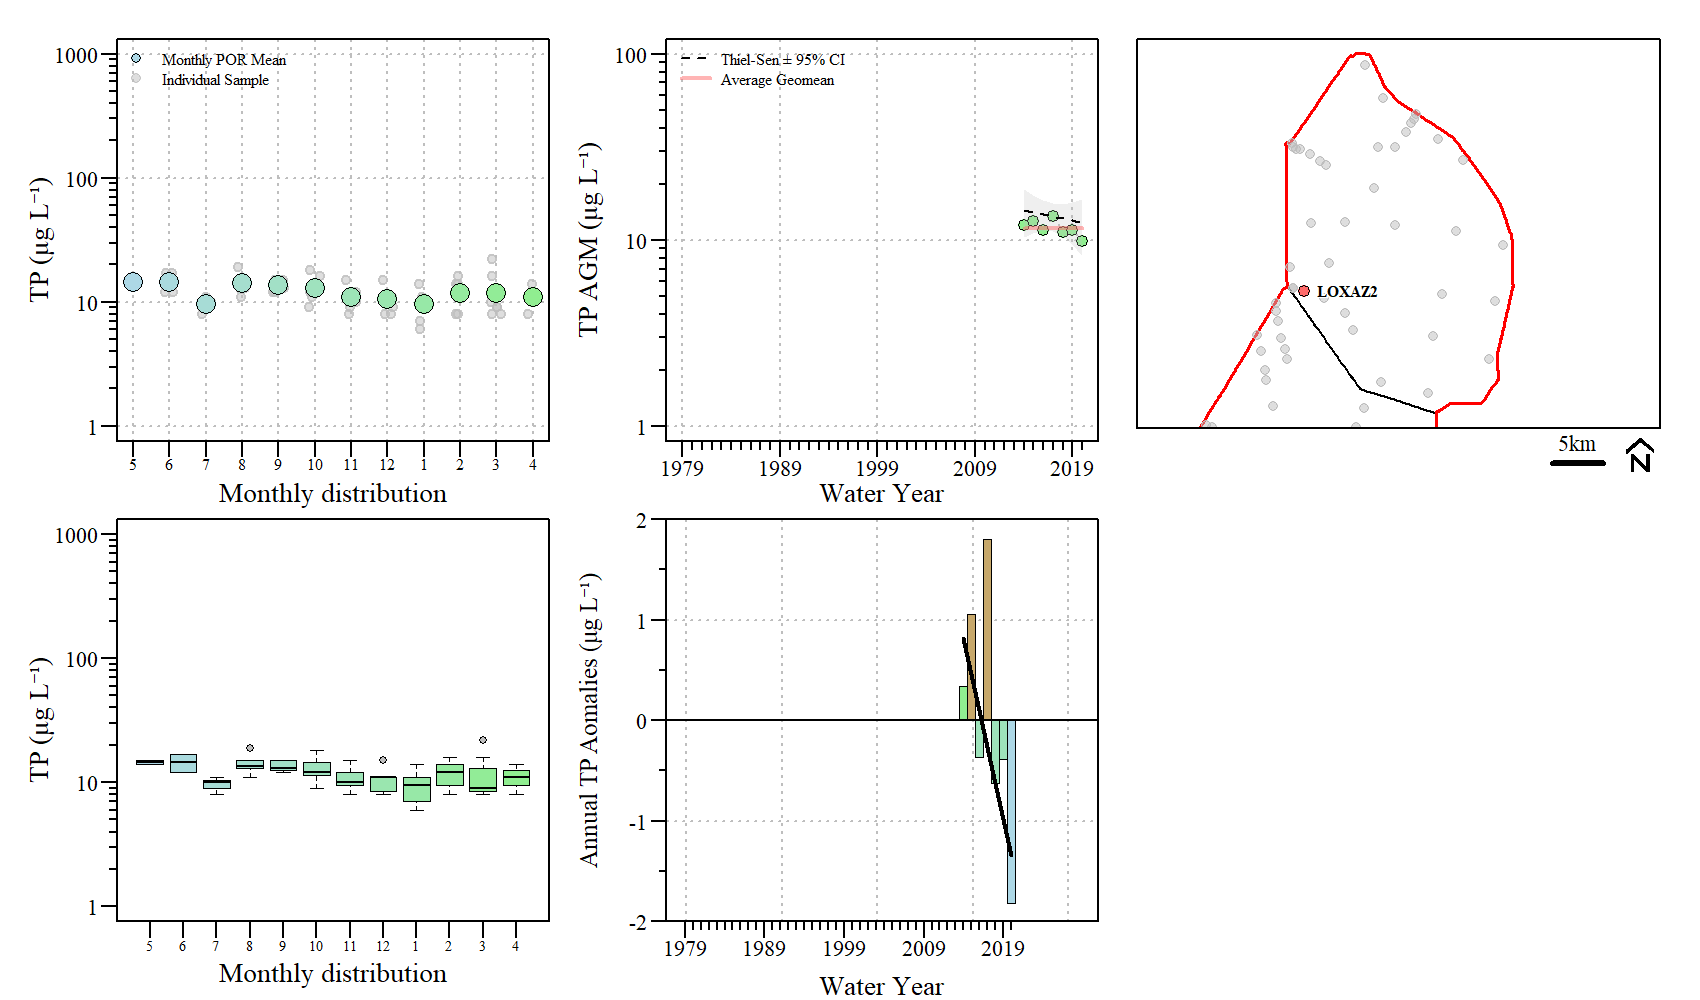 1000
100
10
1
TP (µg L⁻¹)
Monthly POR Mean
Individual Sample
5 6 7 8 9 10 11 12 1 2 3 4
Monthly distribution
100
10
1
TP AGM (µg L⁻¹)
Thiel-Sen ± 95% CI
Average Geomean
1979 1989 1999 2009 2019
Water Year
LOXAZ2
5km
N
1000
100
10
1
TP (µg L⁻¹)
5 6 7 8 9 10 11 12 1 2 3 4
Monthly distribution
2
1
0
-1
-2
Annual TP Aomalies (µg L⁻¹)
1979 1989 1999 2009 2019
Water Year